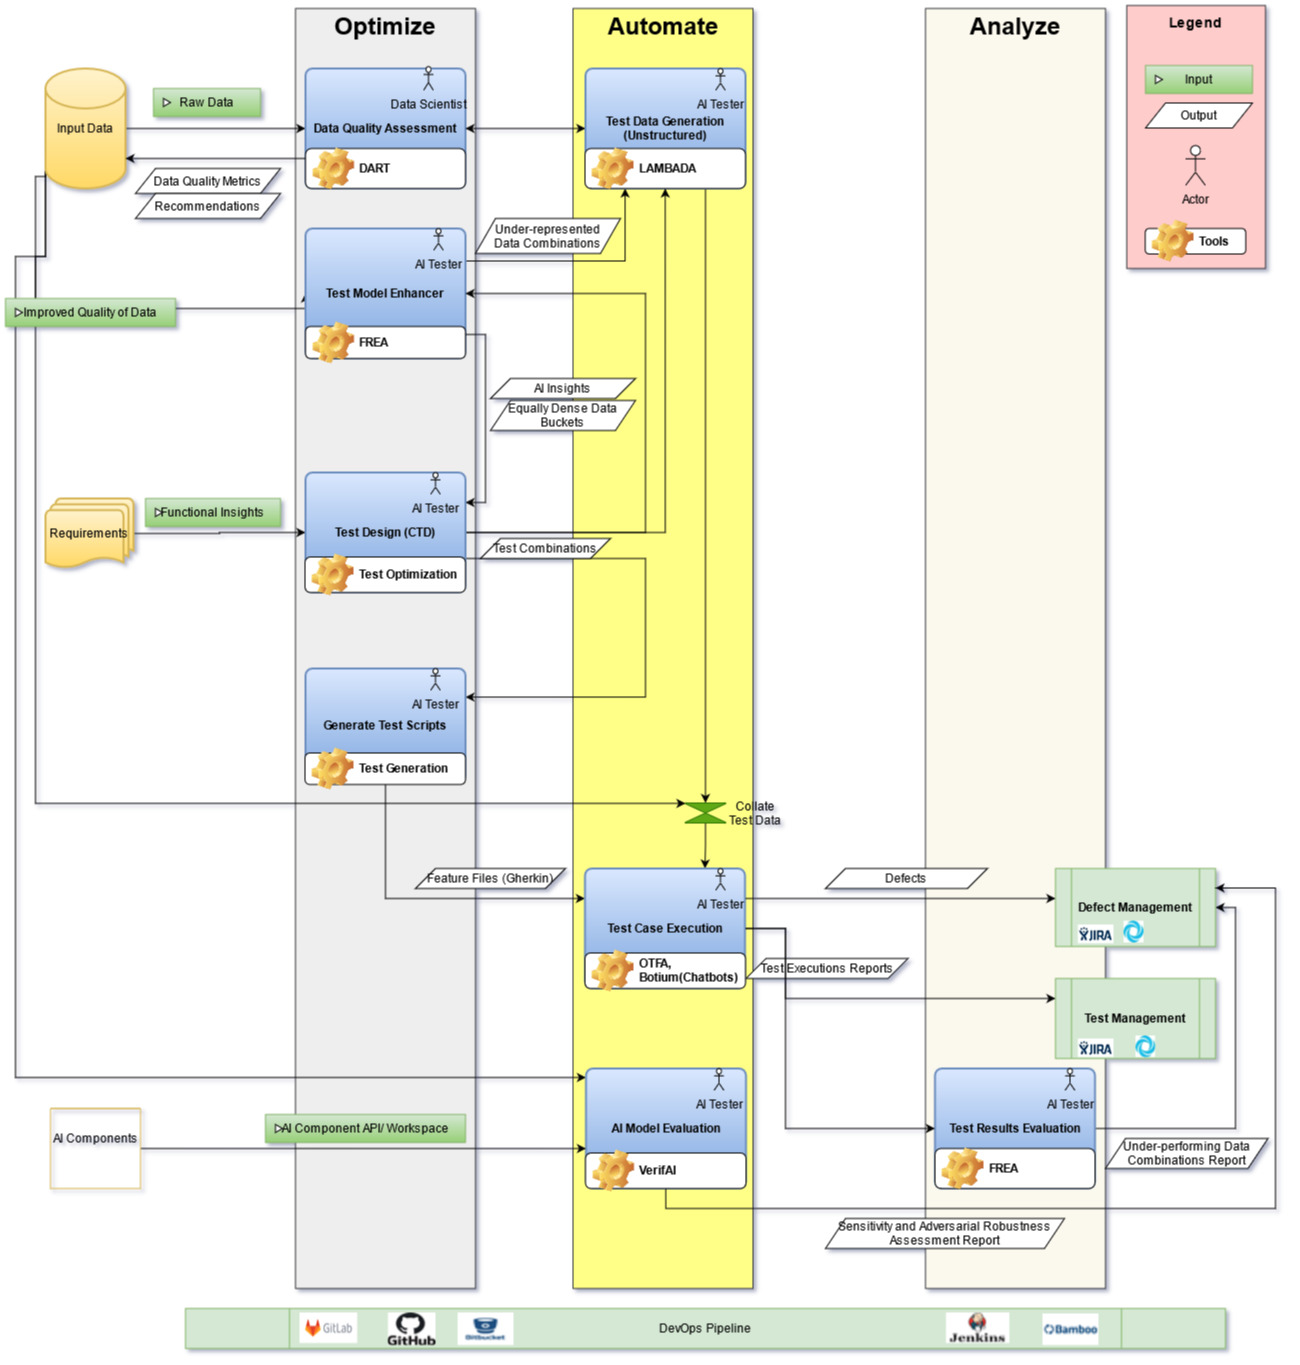 Optimize
Automate
Analyze
Legend
Input
Output
Actor
Tools
Input Data
Raw Data
Data Scientist
Data Quality Assessment
DART
AI Tester
Test Data Generation
(Unstructured)
LAMBADA
Data Quality Metrics
Recommendations
Under-represented
Data Combinations
AI Tester
Test Model Enhancer
FREA
Improved Quality of Data
AI Insights
Equally Dense Data
Buckets
Requirements
Functional Insights
AI Tester
Test Design (CTD)
Test Optimization
Test Combinations
AI Tester
Generate Test Scripts
Test Generation
Collate
Test Data
Feature Files (Gherkin)
AI Tester
Test Case Execution
OTFA,
Botium(Chatbots)
Defects
Defect Management
JIRA
Test Executions Reports
Test Management
JIRA
AI Components
AI Component API/ Workspace
AI Tester
AI Model Evaluation
VerifAI
AI Tester
Test Results Evaluation
FREA
Under-performing Data
Combinations Report
Sensitivity and Adversarial Robustness
Assessment Report
GitLab
GitHub
Bitbucket
DevOps Pipeline
Jenkins
Bamboo